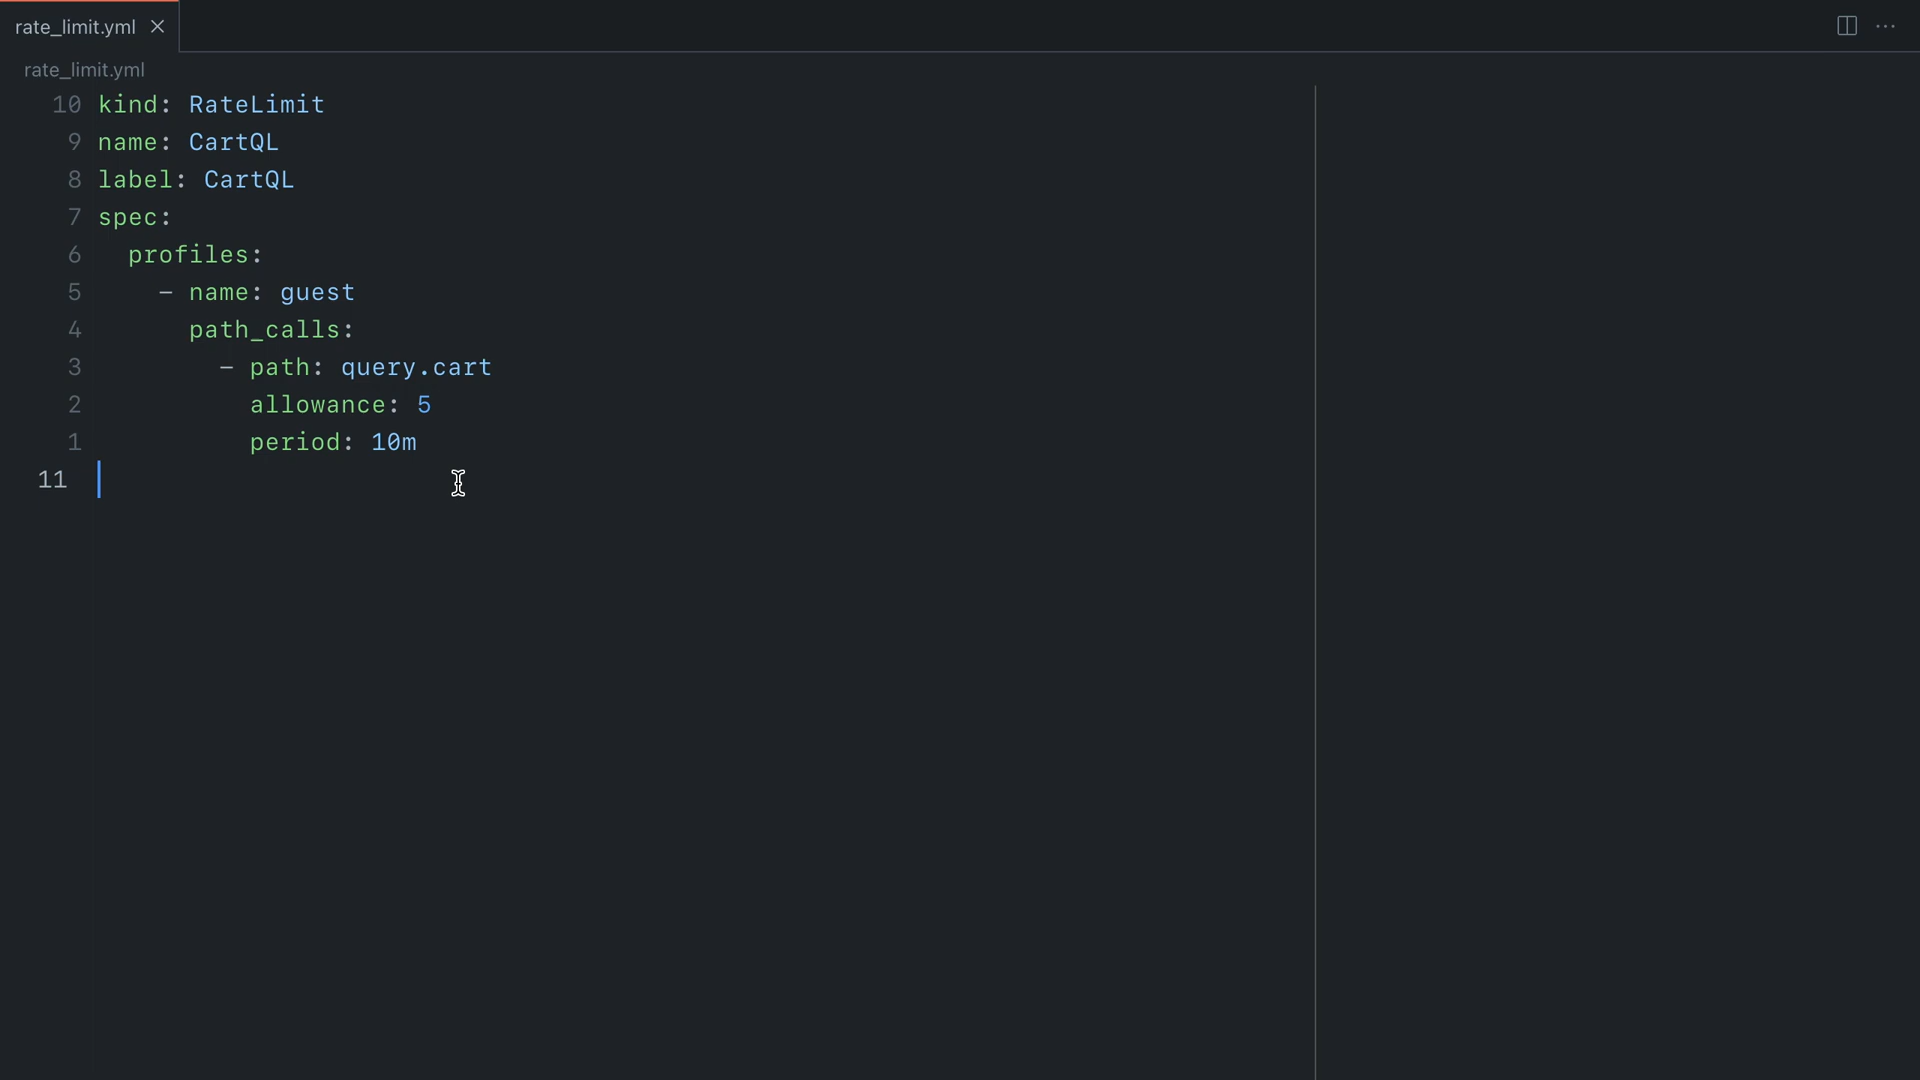 rate_limit.yml
rate_limit.yml
10 kind: RateLimit
9 name: CartQL
8 label: CartQL
7 spec:
6   profiles:
5     - name: guest
4       path_calls:
3         - path: query.cart
2           allowance: 5
1           period: 10m
11